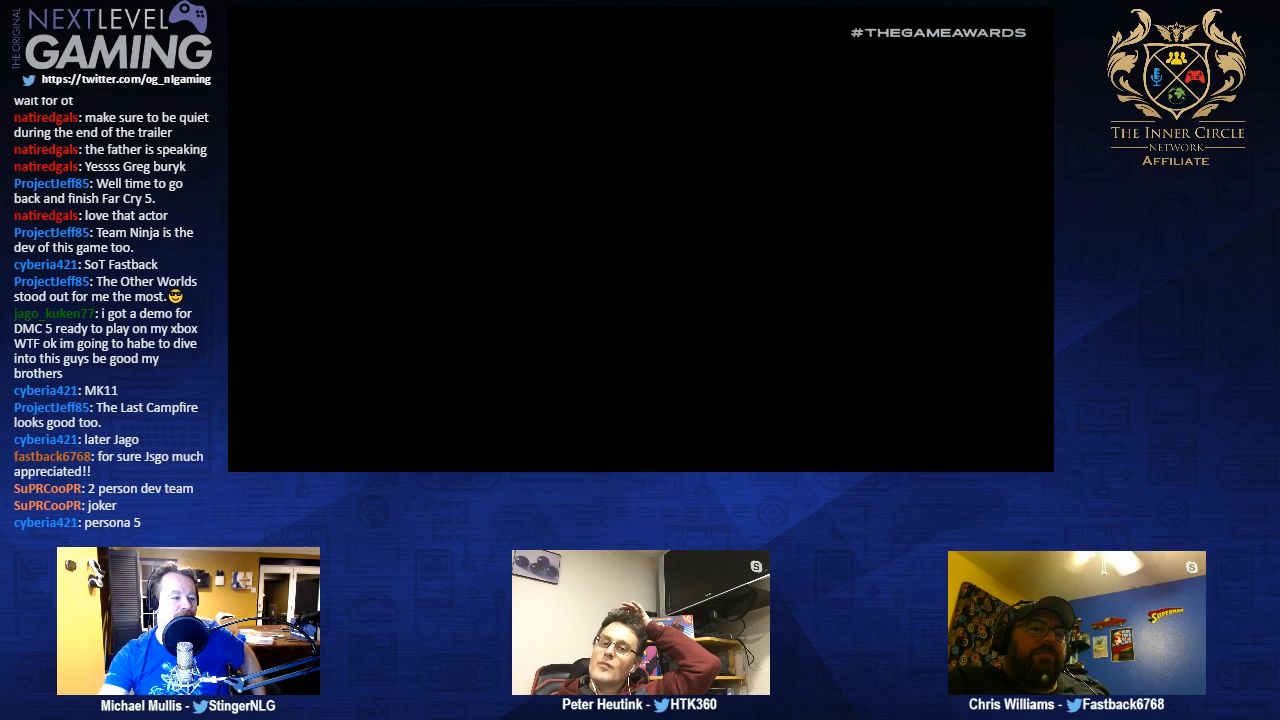 THE ORIGINAL
NEXTLEVEL
GAMING
https://twitter.com/og_nlgaming
wait for ot
natiredgals: make sure to be quiet
during the end of the trailer
natiredgals: the father is speaking
natiredgals: Yessss Greg buryk
ProjectJeff85: Well time to go
back and finish Far Cry 5.
natiredgals: love that actor
ProjectJeff85: Team Ninja is the
dev of this game too.
cyberia421: SoT Fastback
ProjectJeff85: The Other Worlds
stood out for me the most.😎
jago_kuken77: i got a demo for
DMC 5 ready to play on my xbox
WTF ok im going to habe to dive
into this guys be good my
brothers
cyberia421: MK11
ProjectJeff85: The Last Campfire
looks good too.
cyberia421: later Jago
fastback6768: for sure Jsgo much
appreciated!!
SuPRCooPR: 2 person dev team
SuPRCooPR: joker
cyberia421: persona 5
#THEGAMEAWARDS
THE INNER CIRCLE
NETWORK
AFFILIATE
SUPERMAN
Michael Mullis - StingerNLG
Peter Heutink - HTK360
Chris Williams - Fastback6768